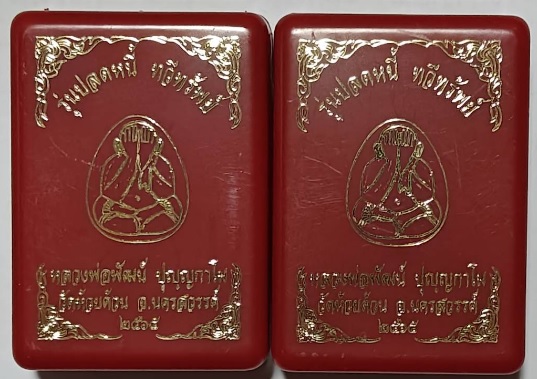 รุ่นปลดหนี้ ทวีทรัพย์
หลวงพ่อพัฒน์ ปุญญกาโม
วัดห้วยด้วน จ.นครสวรรค์
๒๕๖๕
รุ่นปลดหนี้ ทวีทรัพย์
หลวงพ่อพัฒน์ ปุญญกาโม
วัดห้วยด้วน จ.นครสวรรค์
๒๕๖๕